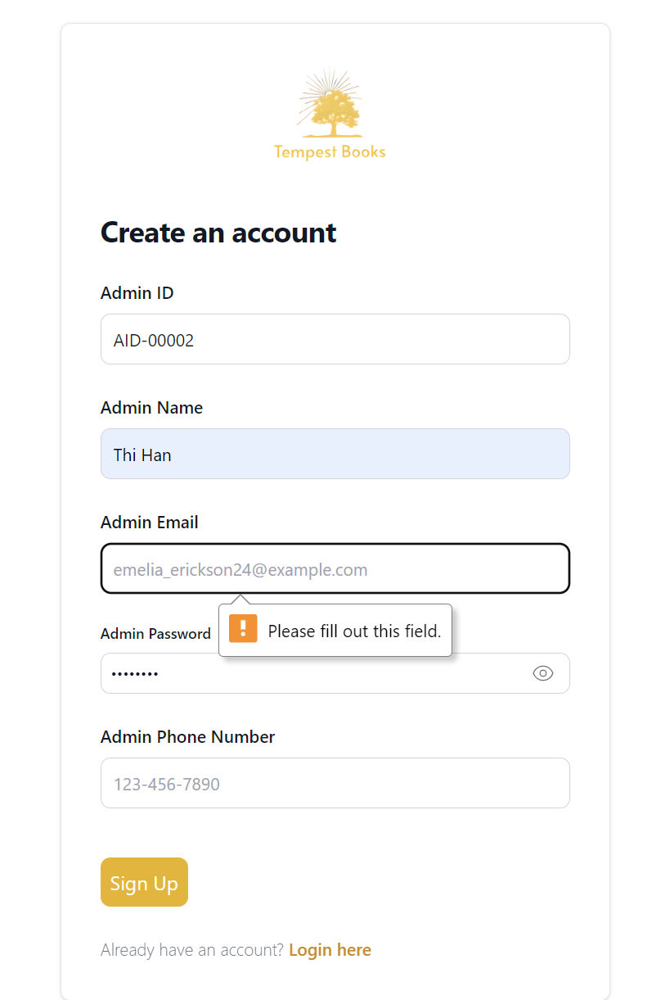 Tempest Books
Create an account
Admin ID
AID-00002
Admin Name
Thi Han
Admin Email
emelia_erickson24@example.com
Please fill out this field.
Admin Password
••••••••
Admin Phone Number
123-456-7890
Sign Up
Already have an account? Login here